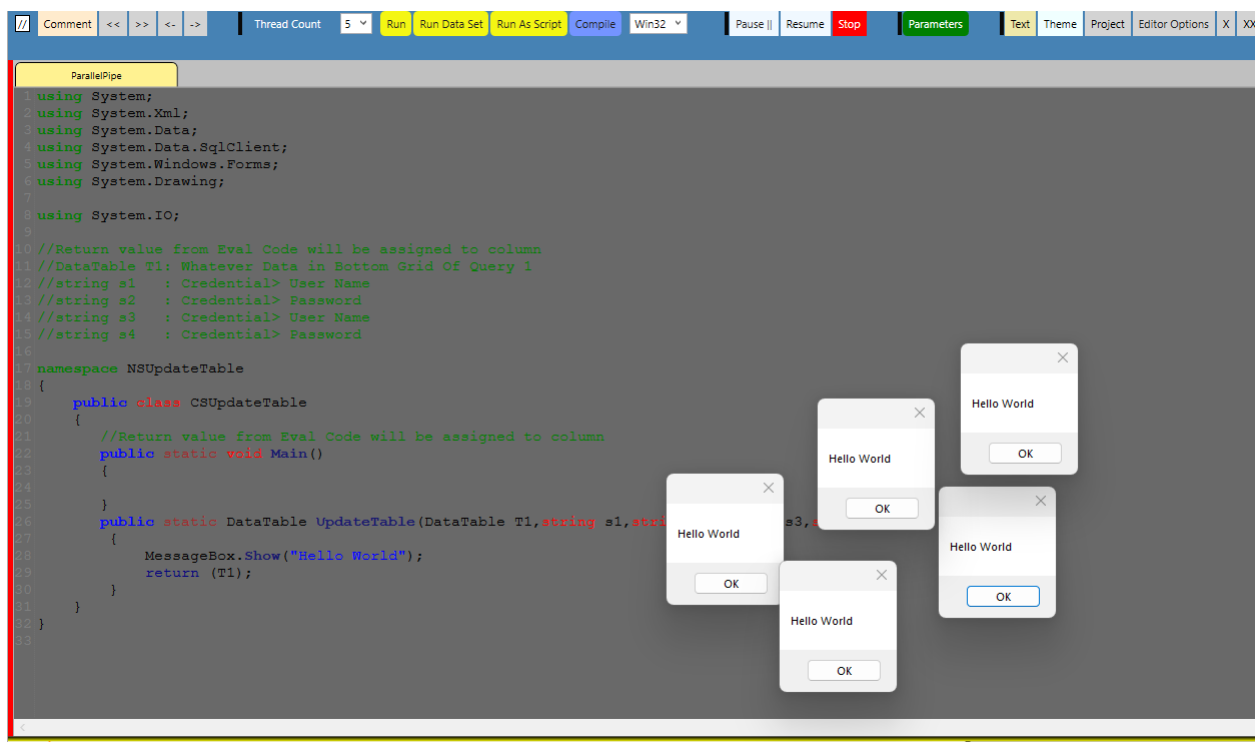 // Comment << >> <- -> Thread Count 5 Run Run Data Set Run As Script Compile Win32 Pause || Resume Stop Parameters Text Theme Project Editor Options X XX
ParallelPipe
1 using System;
2 using System.Xml;
3 using System.Data;
4 using System.Data.SqlClient;
5 using System.Windows.Forms;
6 using System.Drawing;
7
8 using System.IO;
9
10 //Return value from Eval Code will be assigned to column
11 //DataTable T1: Whatever Data in Bottom Grid Of Query 1
12 //string s1   : Credential> User Name
13 //string s2   : Credential> Password
14 //string s3   : Credential> User Name
15 //string s4   : Credential> Password
16
17 namespace NSUpdateTable
18 {
19     public class CSUpdateTable
20     {
21        //Return value from Eval Code will be assigned to column
22        public static void Main()
23        {
24
25        }
26        public static DataTable UpdateTable(DataTable T1,string s1,stri s3,
27         {
28             MessageBox.Show("Hello World");
29             return (T1);
30         }
31     }
32 }
33
Hello World
OK
Hello World
OK
Hello World
OK
Hello World
OK
Hello World
OK